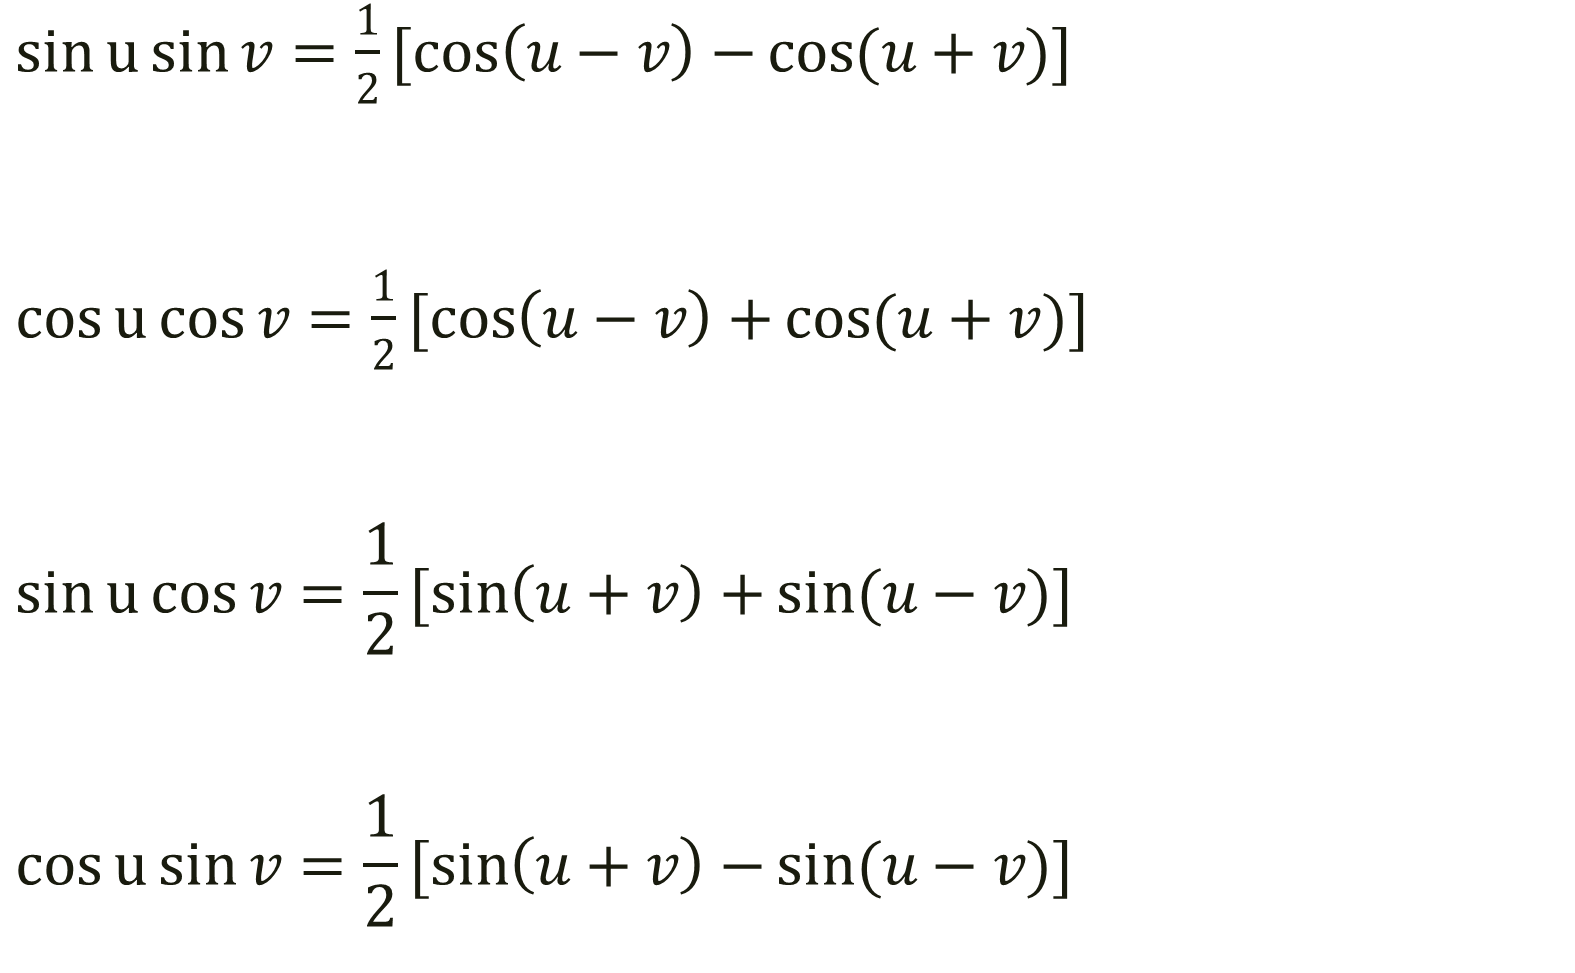 sin u sin v = 1/2 [cos(u − v) − cos(u + v)]
cos u cos v = 1/2 [cos(u − v) + cos(u + v)]
sin u cos v = 1/2 [sin(u + v) + sin(u − v)]
cos u sin v = 1/2 [sin(u + v) − sin(u − v)]